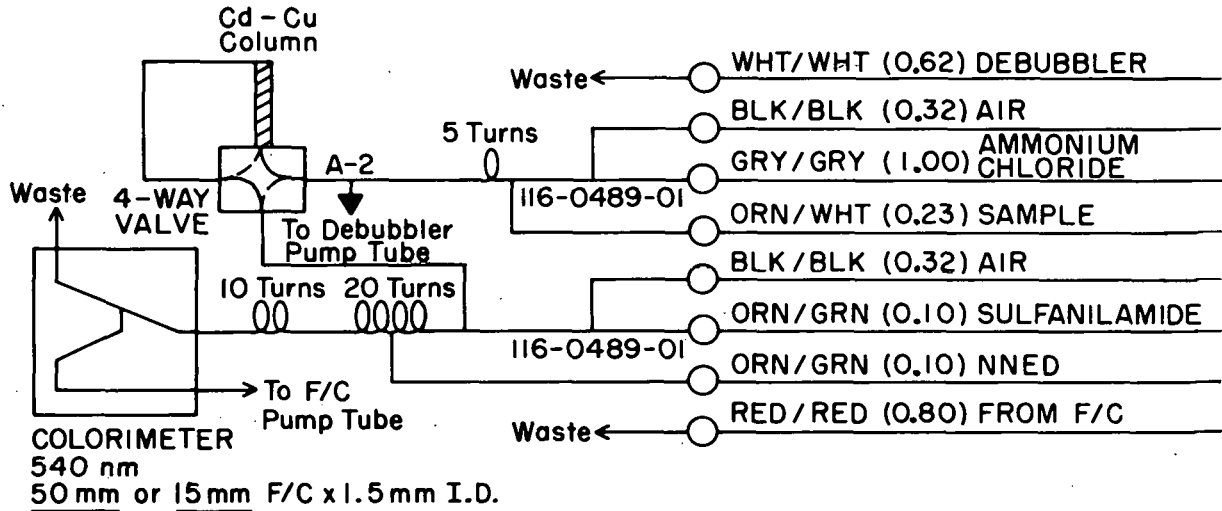 Cd-Cu
Column
Waste
WHT/WHT (0.62) DEBUBBLER
BLK/BLK (0.32) AIR
5 Turns
GRY/GRY (1.00) AMMONIUM
CHLORIDE
A-2
116-0489-01
Waste
4-WAY
VALVE
To Debubbler
Pump Tube
ORN/WHT (0.23) SAMPLE
BLK/BLK (0.32) AIR
10 Turns
20 Turns
ORN/GRN (0.10) SULFANILAMIDE
116-0489-01
ORN/GRN (0.10) NNED
To F/C
Pump Tube
RED/RED (0.80) FROM F/C
Waste
COLORIMETER
540 nm
50 mm or 15mm F/C x 1.5mm I.D.